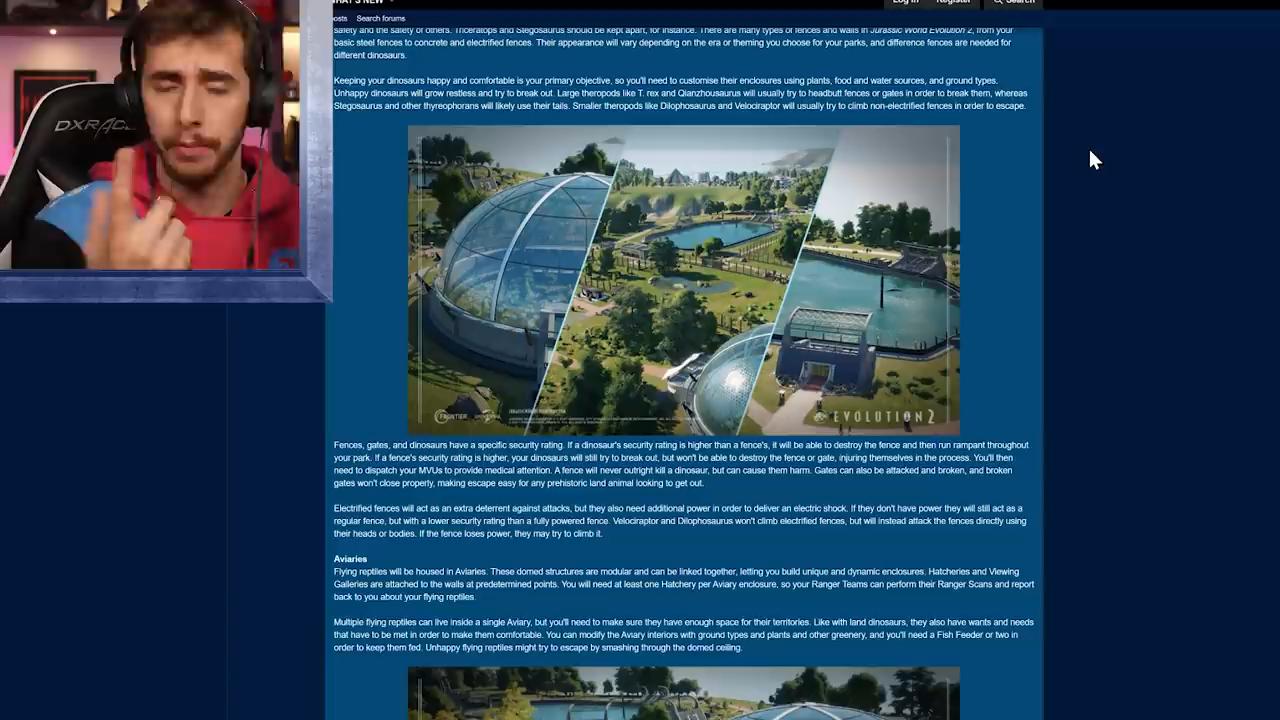 WHAT'S NEW
Log in Register Search
posts Search forums
safety and the safety of others. Triceratops and Stegosaurus should be kept apart, for instance. There are many types of fences and walls in Jurassic World Evolution 2, from your
basic steel fences to concrete and electrified fences. Their appearance will vary depending on the era or theming you choose for your parks, and difference fences are needed for
different dinosaurs.
Keeping your dinosaurs happy and comfortable is your primary objective, so you'll need to customise their enclosures using plants, food and water sources, and ground types.
Unhappy dinosaurs will grow restless and try to break out. Large theropods like T. rex and Qianzhousaurus will usually try to headbutt fences or gates in order to break them, whereas
Stegosaurus and other thyreophorans will likely use their tails. Smaller theropods like Dilophosaurus and Velociraptor will usually try to climb non-electrified fences in order to escape.
DXRAC
FRONTIER
EVOLUTION 2
Fences, gates, and dinosaurs have a specific security rating. If a dinosaur's security rating is higher than a fence's, it will be able to destroy the fence and then run rampant throughout
your park. If a fence's security rating is higher, your dinosaurs will still try to break out, but won't be able to destroy the fence or gate, injuring themselves in the process. You'll then
need to dispatch your MVUs to provide medical attention. A fence will never outright kill a dinosaur, but can cause them harm. Gates can also be attacked and broken, and broken
gates won't close properly, making escape easy for any prehistoric land animal looking to get out.
Electrified fences will act as an extra deterrent against attacks, but they also need additional power in order to deliver an electric shock. If they don't have power they will still act as a
regular fence, but with a lower security rating than a fully powered fence. Velociraptor and Dilophosaurus won't climb electrified fences, but will instead attack the fences directly using
their heads or bodies. If the fence loses power, they may try to climb it.
Aviaries
Flying reptiles will be housed in Aviaries. These domed structures are modular and can be linked together, letting you build unique and dynamic enclosures. Hatcheries and Viewing
Galleries are attached to the walls at predetermined points. You will need at least one Hatchery per Aviary enclosure, so your Ranger Teams can perform their Ranger Scans and report
back to you about your flying reptiles.
Multiple flying reptiles can live inside a single Aviary, but you'll need to make sure they have enough space for their territories. Like with land dinosaurs, they also have wants and needs
that have to be met in order to make them comfortable. You can modify the Aviary interiors with ground types and plants and other greenery, and you'll need a Fish Feeder or two in
order to keep them fed. Unhappy flying reptiles might try to escape by smashing through the domed ceiling.